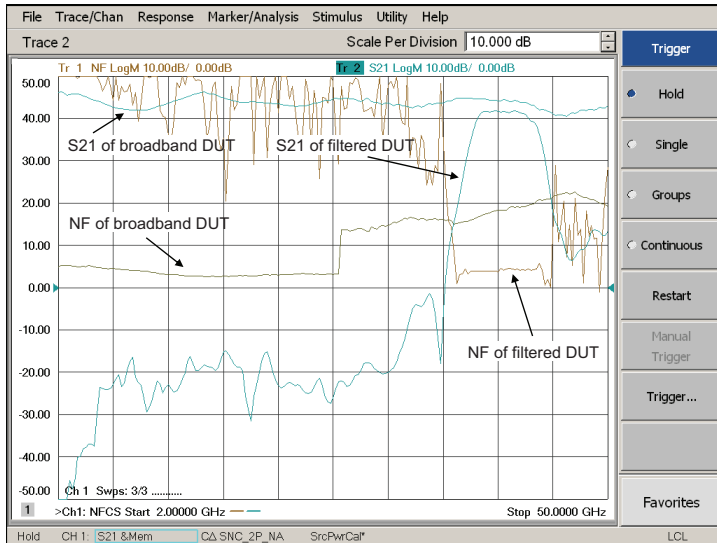 File Trace/Chan Response Marker/Analysis Stimulus Utility Help
Trace 2 Scale Per Division 10.000 dB
Trigger
Tr 1 NF LogM 10.00dB/ 0.00dB Tr 2 S21 LogM 10.00dB/ 0.00dB
50.00
40.00
30.00
20.00
10.00
0.00
-10.00
-20.00
-30.00
-40.00
-50.00
S21 of broadband DUT
S21 of filtered DUT
NF of broadband DUT
NF of filtered DUT
Ch 1 Swps: 3/3 ..........
1 >Ch1: NFCS Start 2.00000 GHz Stop 50.0000 GHz
Hold
Single
Groups
Continuous
Restart
Manual
Trigger
Trigger...
Favorites
Hold CH 1: S21 &Mem CΔ SNC_2P_NA SrcPwrCal* LCL